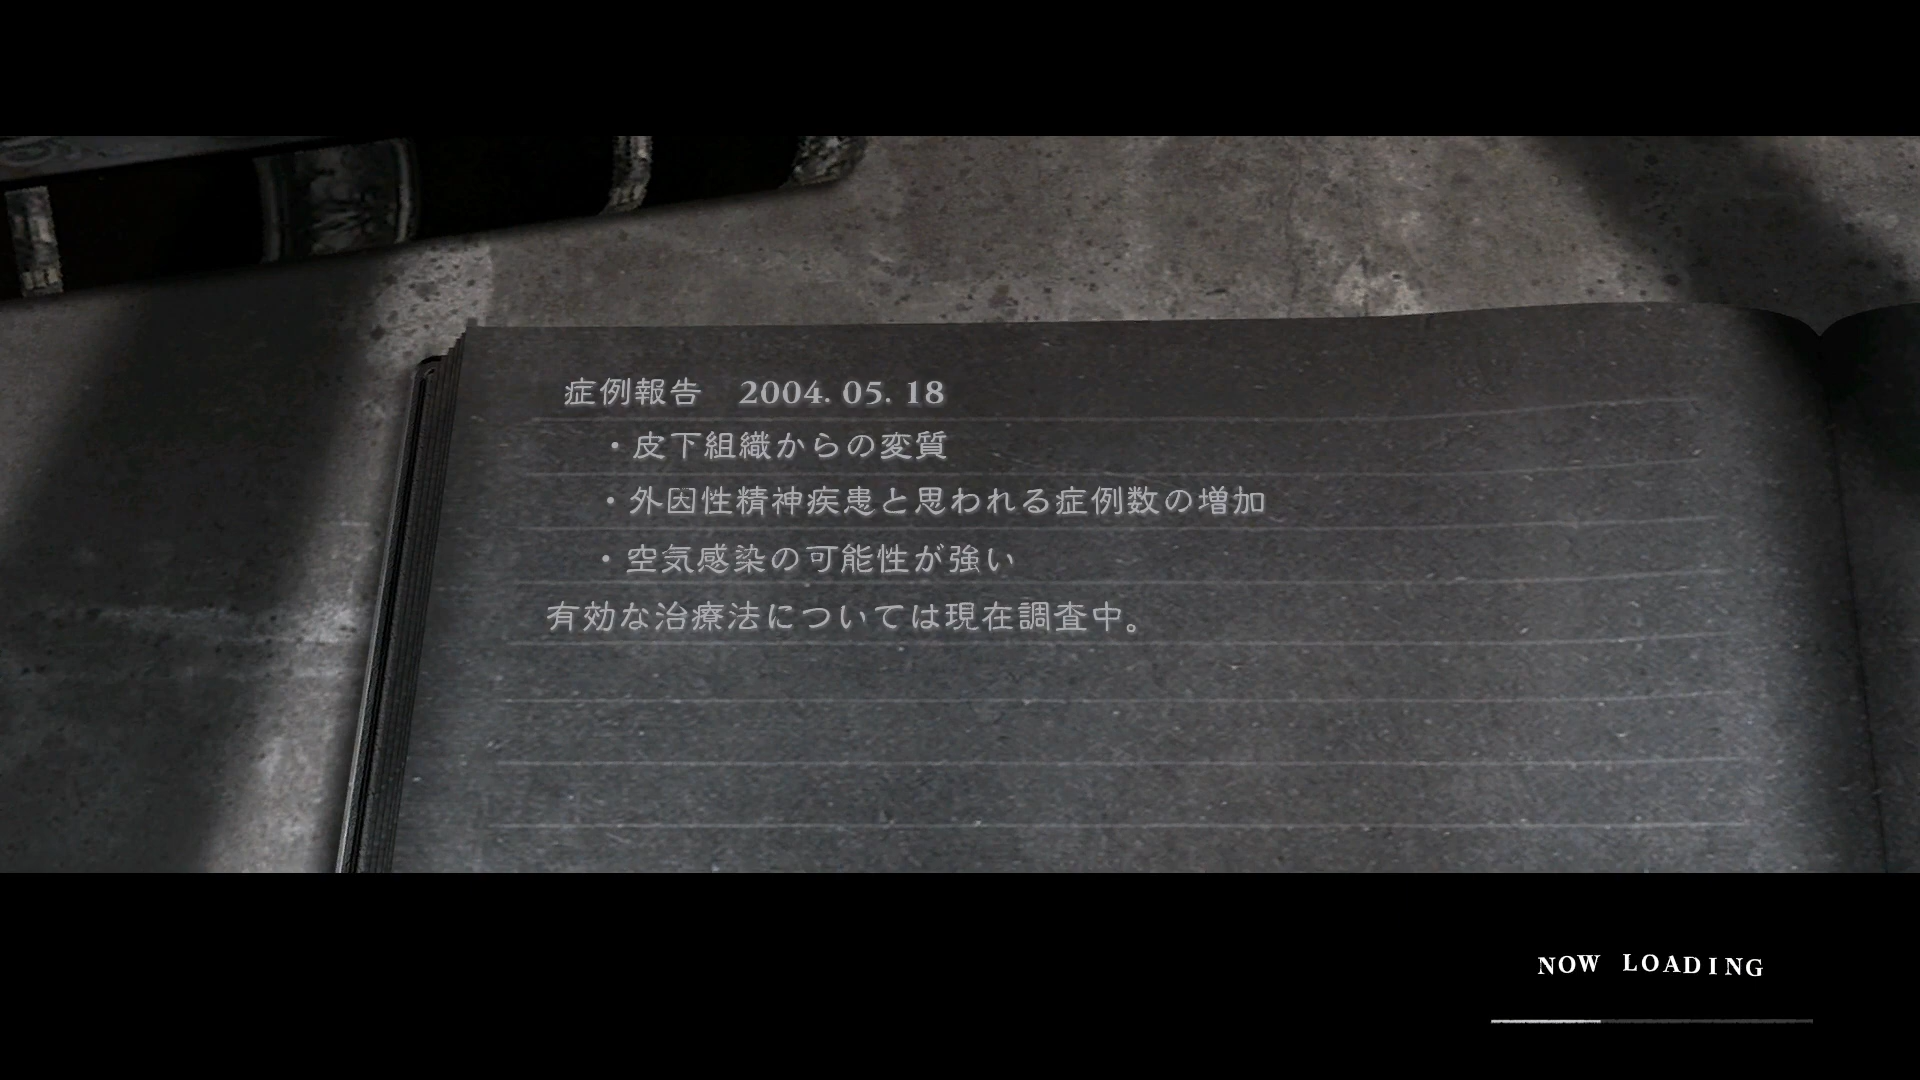 症例報告　2004. 05. 18
・皮下組織からの変質
・外因性精神疾患と思われる症例数の増加
・空気感染の可能性が強い
有効な治療法については現在調査中。
NOW LOADING